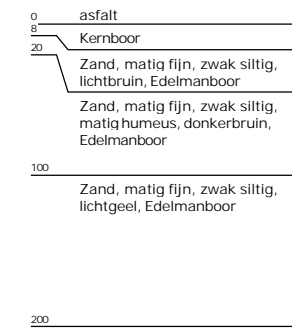 0 asfalt
8
Kernboor
20
Zand, matig fijn, zwak siltig,
lichtbruin, Edelmanboor
Zand, matig fijn, zwak siltig,
matig humeus, donkerbruin,
Edelmanboor
100
Zand, matig fijn, zwak siltig,
lichtgeel, Edelmanboor
200